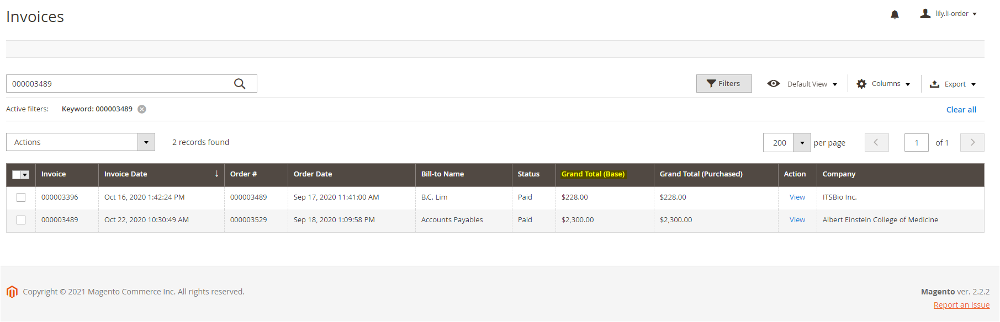 Invoices
lily.li-order
000003489
Filters
Default View
Columns
Export
Active filters: Keyword: 000003489
Clear all
Actions
2 records found
200 per page
1 of 1
Invoice Invoice Date ↓ Order # Order Date Bill-to Name Status Grand Total (Base) Grand Total (Purchased) Action Company
000003396 Oct 16, 2020 1:42:24 PM 000003489 Sep 17, 2020 11:41:00 AM B.C. Lim Paid $228.00 $228.00 View ITSBio Inc.
000003489 Oct 22, 2020 10:30:49 AM 000003529 Sep 18, 2020 1:09:58 PM Accounts Payables Paid $2,300.00 $2,300.00 View Albert Einstein College of Medicine
Copyright © 2021 Magento Commerce Inc. All rights reserved.
Magento ver. 2.2.2
Report an Issue